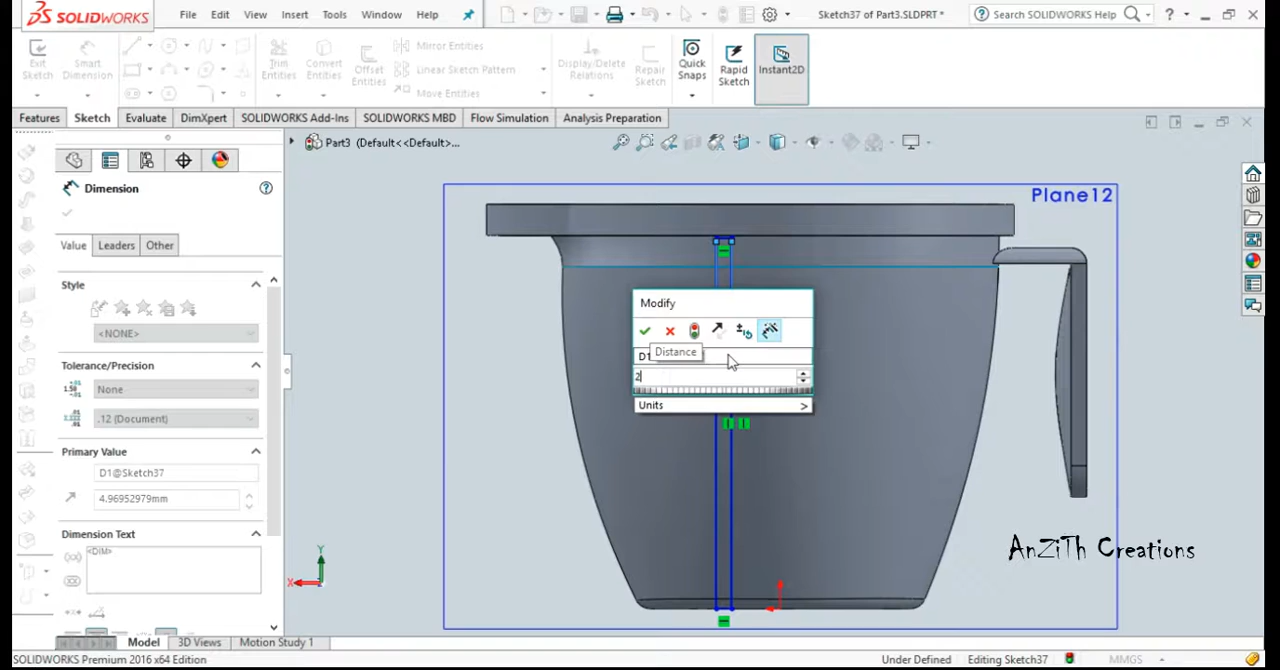 SOLIDWORKS
File Edit View Insert Tools Window Help
Sketch37 of Part3.SLDPRT *
Search SOLIDWORKS Help
Exit Sketch
Smart Dimension
Trim Entities
Convert Entities
Offset Entities
Mirror Entities
Linear Sketch Pattern
Move Entities
Display/Delete Relations
Repair Sketch
Quick Snaps
Rapid Sketch
Instant2D
Features Sketch Evaluate DimXpert SOLIDWORKS Add-Ins SOLIDWORKS MBD Flow Simulation Analysis Preparation
Part3 (Default<<Default>...
Dimension
Value Leaders Other
Style
<NONE>
Tolerance/Precision
None
.12 (Document)
Primary Value
D1@Sketch37
4.96952979mm
Dimension Text
<DIM>
Plane12
Modify
D1
Distance
2
Units >
AnZiTh Creations
Y
X
Model 3D Views Motion Study 1
SOLIDWORKS Premium 2016 x64 Edition
Under Defined Editing Sketch37 MMGS